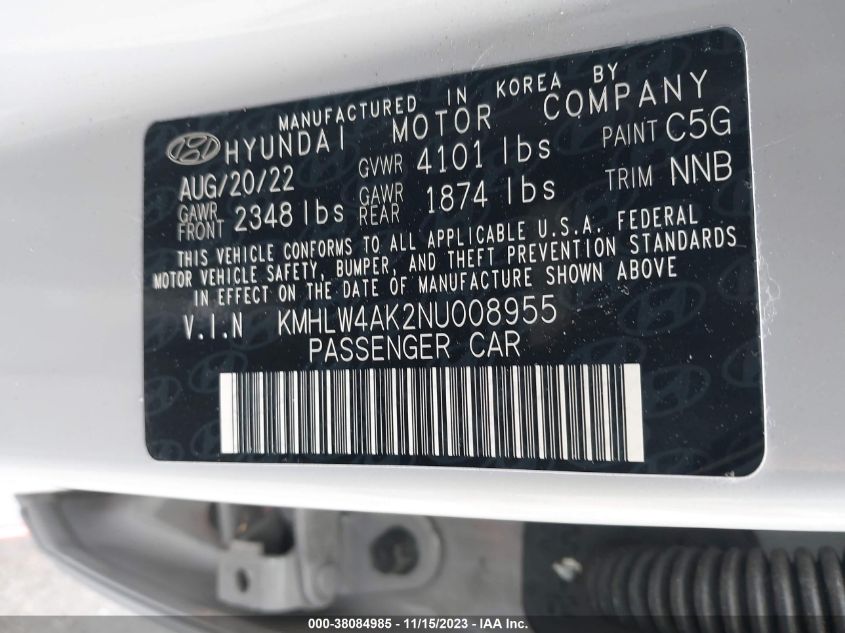 MANUFACTURED IN KOREA BY
HYUNDAI MOTOR COMPANY
AUG/20/22 GVWR 4101 lbs PAINT C5G
GAWR FRONT 2348 lbs GAWR REAR 1874 lbs TRIM NNB
THIS VEHICLE CONFORMS TO ALL APPLICABLE U.S.A. FEDERAL
MOTOR VEHICLE SAFETY, BUMPER, AND THEFT PREVENTION STANDARDS
IN EFFECT ON THE DATE OF MANUFACTURE SHOWN ABOVE
V.I.N KMHLW4AK2NU008955
PASSENGER CAR
000-38084985 - 11/15/2023 - IAA Inc.